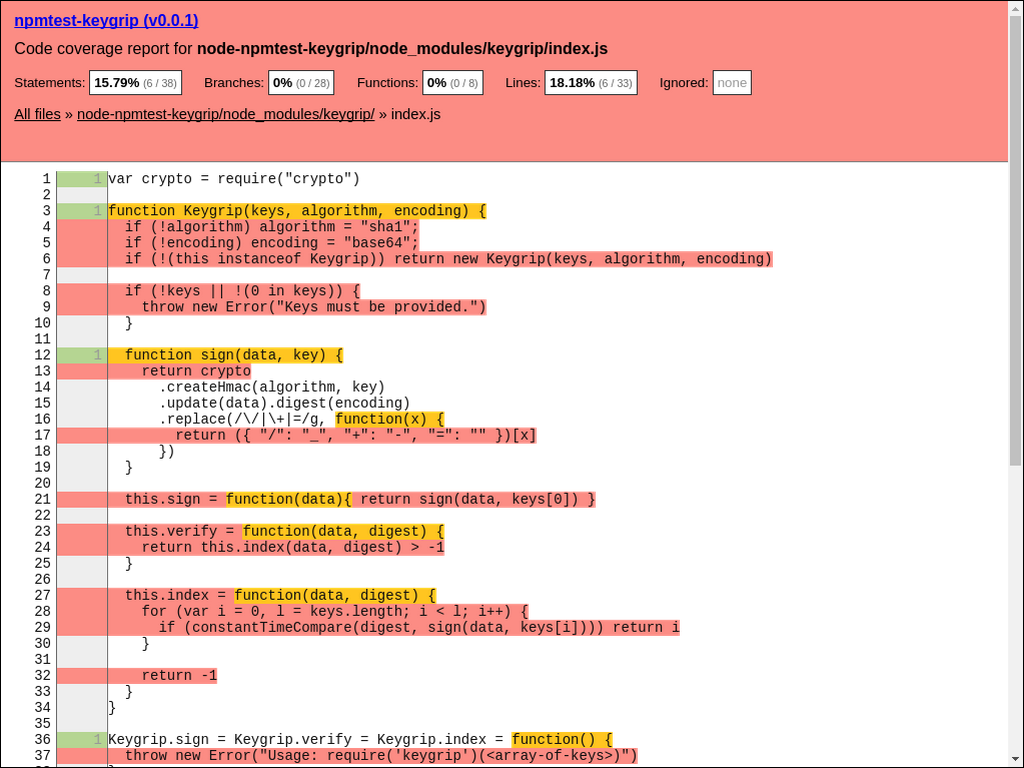 npmtest-keygrip (v0.0.1)
Code coverage report for node-npmtest-keygrip/node_modules/keygrip/index.js
Statements: 15.79% (6 / 38) Branches: 0% (0 / 28) Functions: 0% (0 / 8) Lines: 18.18% (6 / 33) Ignored: none
All files » node-npmtest-keygrip/node_modules/keygrip/ » index.js
1 1 var crypto = require("crypto")
2
3 1 function Keygrip(keys, algorithm, encoding) {
4   if (!algorithm) algorithm = "sha1";
5   if (!encoding) encoding = "base64";
6   if (!(this instanceof Keygrip)) return new Keygrip(keys, algorithm, encoding)
7
8   if (!keys || !(0 in keys)) {
9     throw new Error("Keys must be provided.")
10   }
11
12 1   function sign(data, key) {
13     return crypto
14       .createHmac(algorithm, key)
15       .update(data).digest(encoding)
16       .replace(/\/|\+|=/g, function(x) {
17         return ({ "/": "_", "+": "-", "=": "" })[x]
18       })
19   }
20
21   this.sign = function(data){ return sign(data, keys[0]) }
22
23   this.verify = function(data, digest) {
24     return this.index(data, digest) > -1
25   }
26
27   this.index = function(data, digest) {
28     for (var i = 0, l = keys.length; i < l; i++) {
29       if (constantTimeCompare(digest, sign(data, keys[i]))) return i
30     }
31
32     return -1
33   }
34 }
35
36 1 Keygrip.sign = Keygrip.verify = Keygrip.index = function() {
37   throw new Error("Usage: require('keygrip')(<array-of-keys>)")